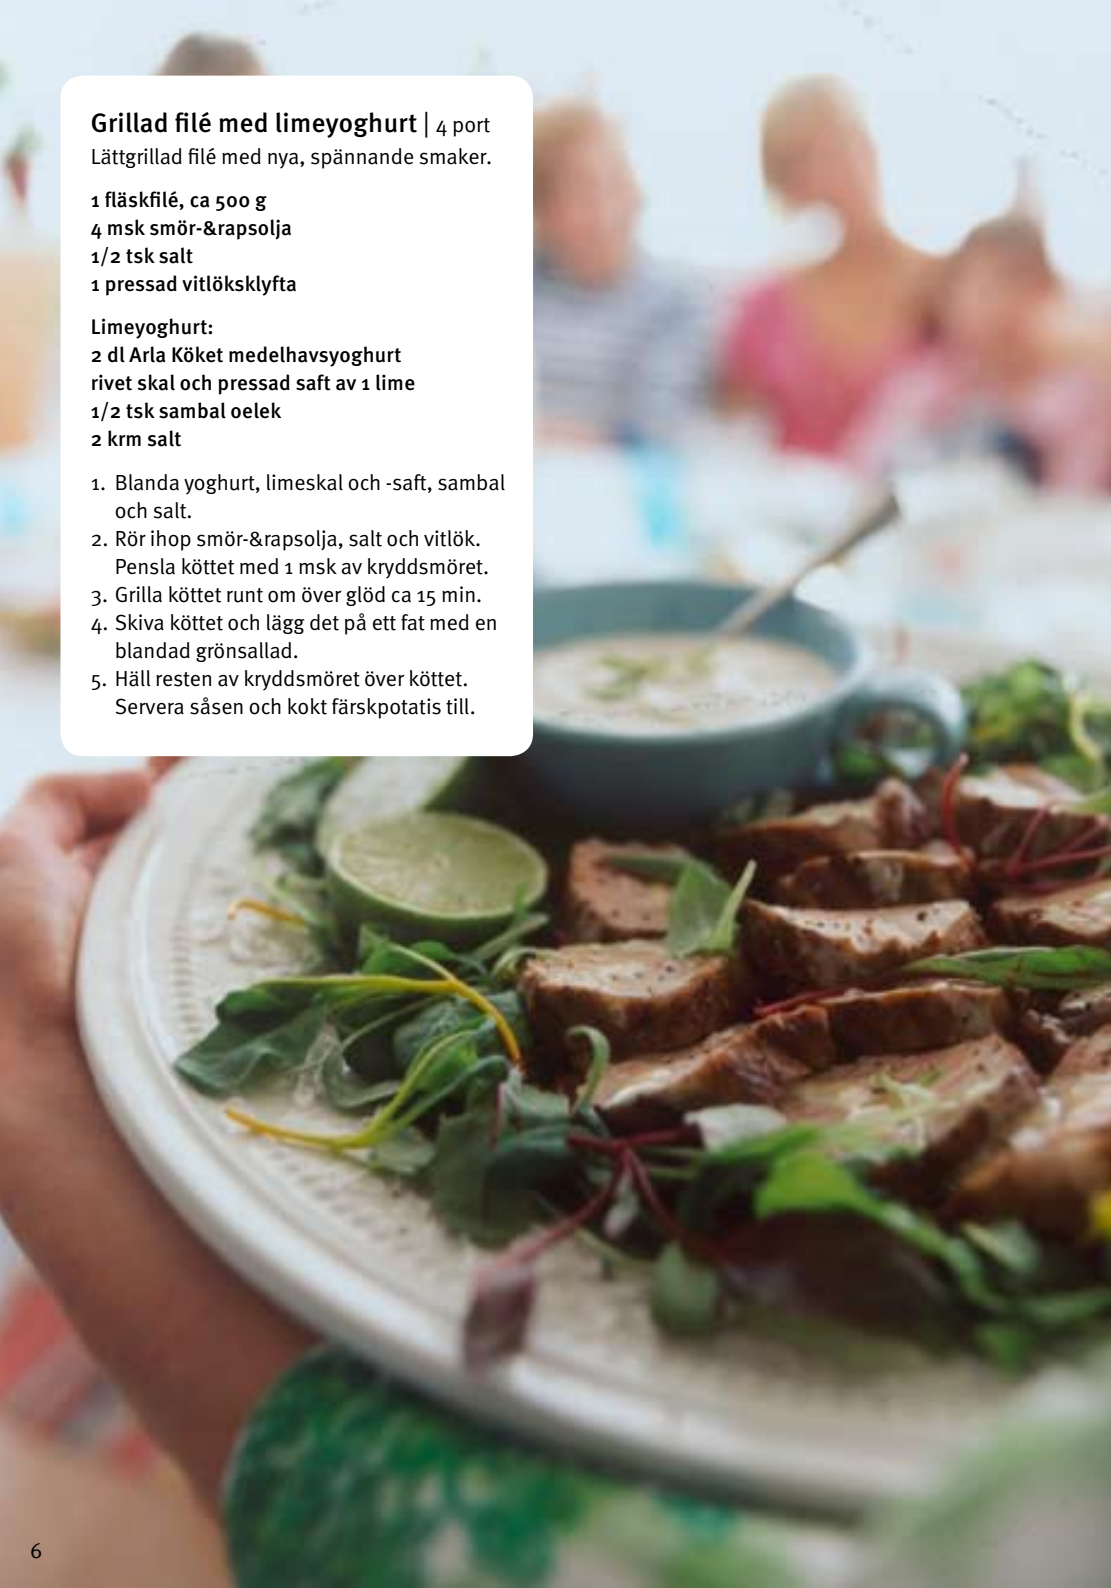 Grillad filé med limeyoghurt | 4 port
Lättgrillad filé med nya, spännande smaker.
1 fläskfilé, ca 500 g
4 msk smör-&rapsolja
1/2 tsk salt
1 pressad vitlöksklyfta
Limeyoghurt:
2 dl Arla Köket medelhavsyoghurt
rivet skal och pressad saft av 1 lime
1/2 tsk sambal oelek
2 krm salt
1. Blanda yoghurt, limeskal och -saft, sambal
och salt.
2. Rör ihop smör-&rapsolja, salt och vitlök.
Pensla köttet med 1 msk av kryddsmöret.
3. Grilla köttet runt om över glöd ca 15 min.
4. Skiva köttet och lägg det på ett fat med en
blandad grönsallad.
5. Häll resten av kryddsmöret över köttet.
Servera såsen och kokt färskpotatis till.
6